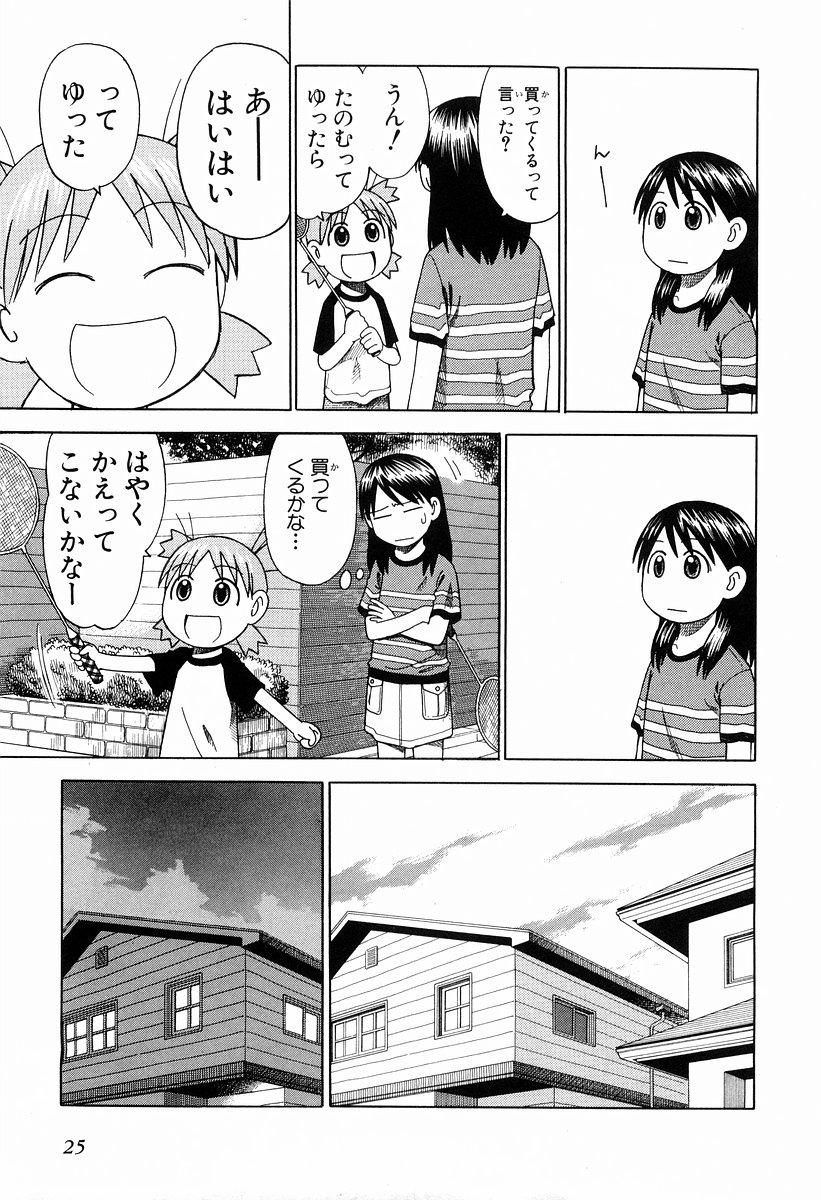 んー
買ってくるって
言った?
うん!
たのむって
ゆったら
あー
はいはい
って
ゆった
買って
くるかな…
はやく
かえって
こないかなー
25